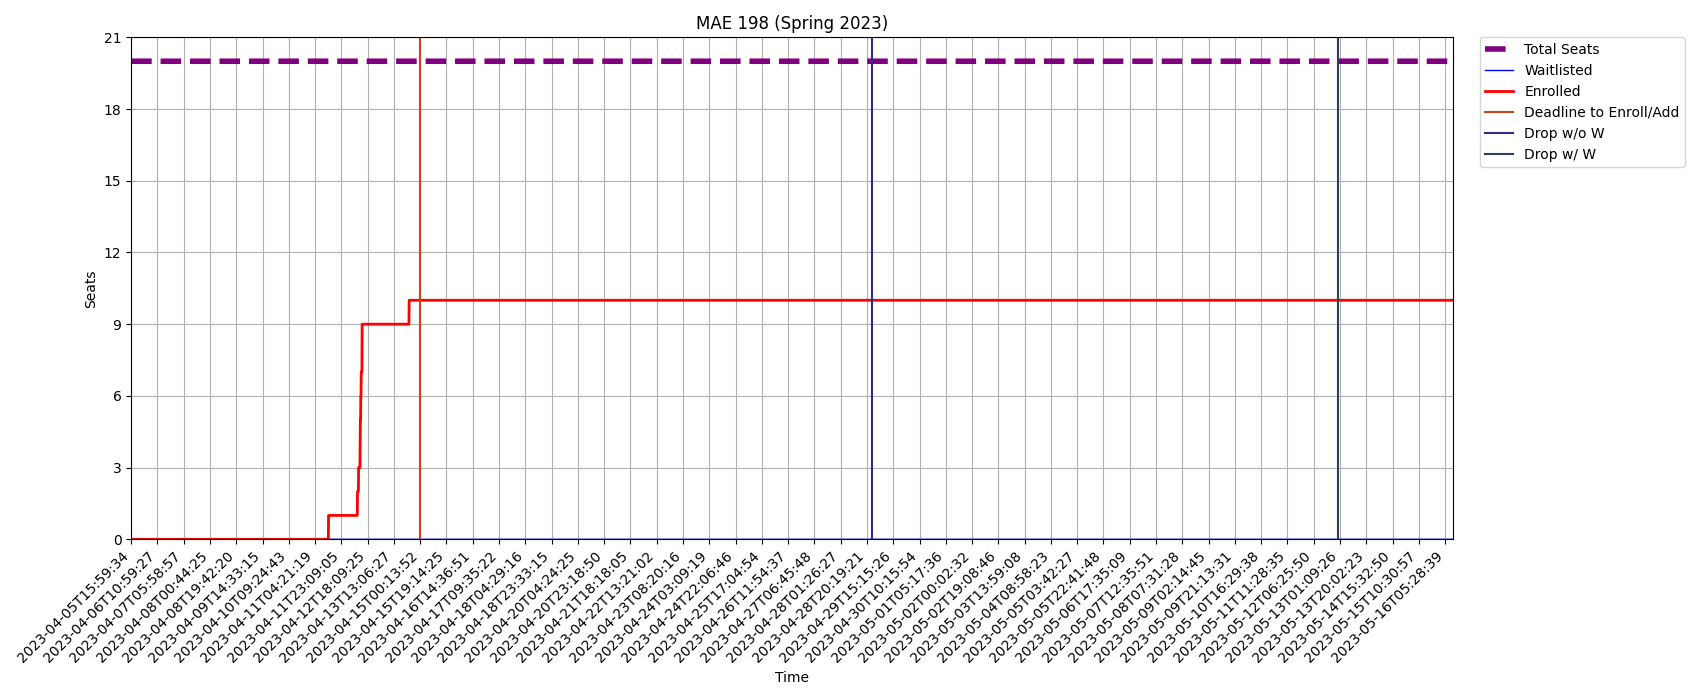 MAE 198 (Spring 2023)
21
18
15
12
9
6
3
0
Seats
2023-04-05T15:59:34
2023-04-06T10:59:27
2023-04-07T05:58:57
2023-04-08T00:44:25
2023-04-08T19:42:20
2023-04-09T14:33:15
2023-04-10T09:24:43
2023-04-11T04:21:19
2023-04-11T23:09:05
2023-04-12T18:09:25
2023-04-13T13:06:27
2023-04-15T00:13:52
2023-04-15T19:14:25
2023-04-16T14:36:51
2023-04-17T09:35:22
2023-04-18T04:29:16
2023-04-18T23:33:15
2023-04-20T04:24:25
2023-04-20T23:18:50
2023-04-21T18:18:05
2023-04-22T13:21:02
2023-04-23T08:20:16
2023-04-24T03:09:19
2023-04-24T22:06:46
2023-04-25T17:04:54
2023-04-26T11:54:37
2023-04-27T06:45:48
2023-04-28T01:26:27
2023-04-28T20:19:21
2023-04-29T15:15:26
2023-04-30T10:15:54
2023-05-01T05:17:36
2023-05-02T00:02:32
2023-05-02T19:08:46
2023-05-03T13:59:08
2023-05-04T08:58:23
2023-05-05T03:42:27
2023-05-05T22:41:48
2023-05-06T17:35:09
2023-05-07T12:35:51
2023-05-08T07:31:28
2023-05-09T02:14:45
2023-05-09T21:13:31
2023-05-10T16:29:38
2023-05-11T11:28:35
2023-05-12T06:25:50
2023-05-13T01:09:26
2023-05-13T20:02:23
2023-05-14T15:32:50
2023-05-15T10:30:57
2023-05-16T05:28:39
Time
Total Seats
Waitlisted
Enrolled
Deadline to Enroll/Add
Drop w/o W
Drop w/ W